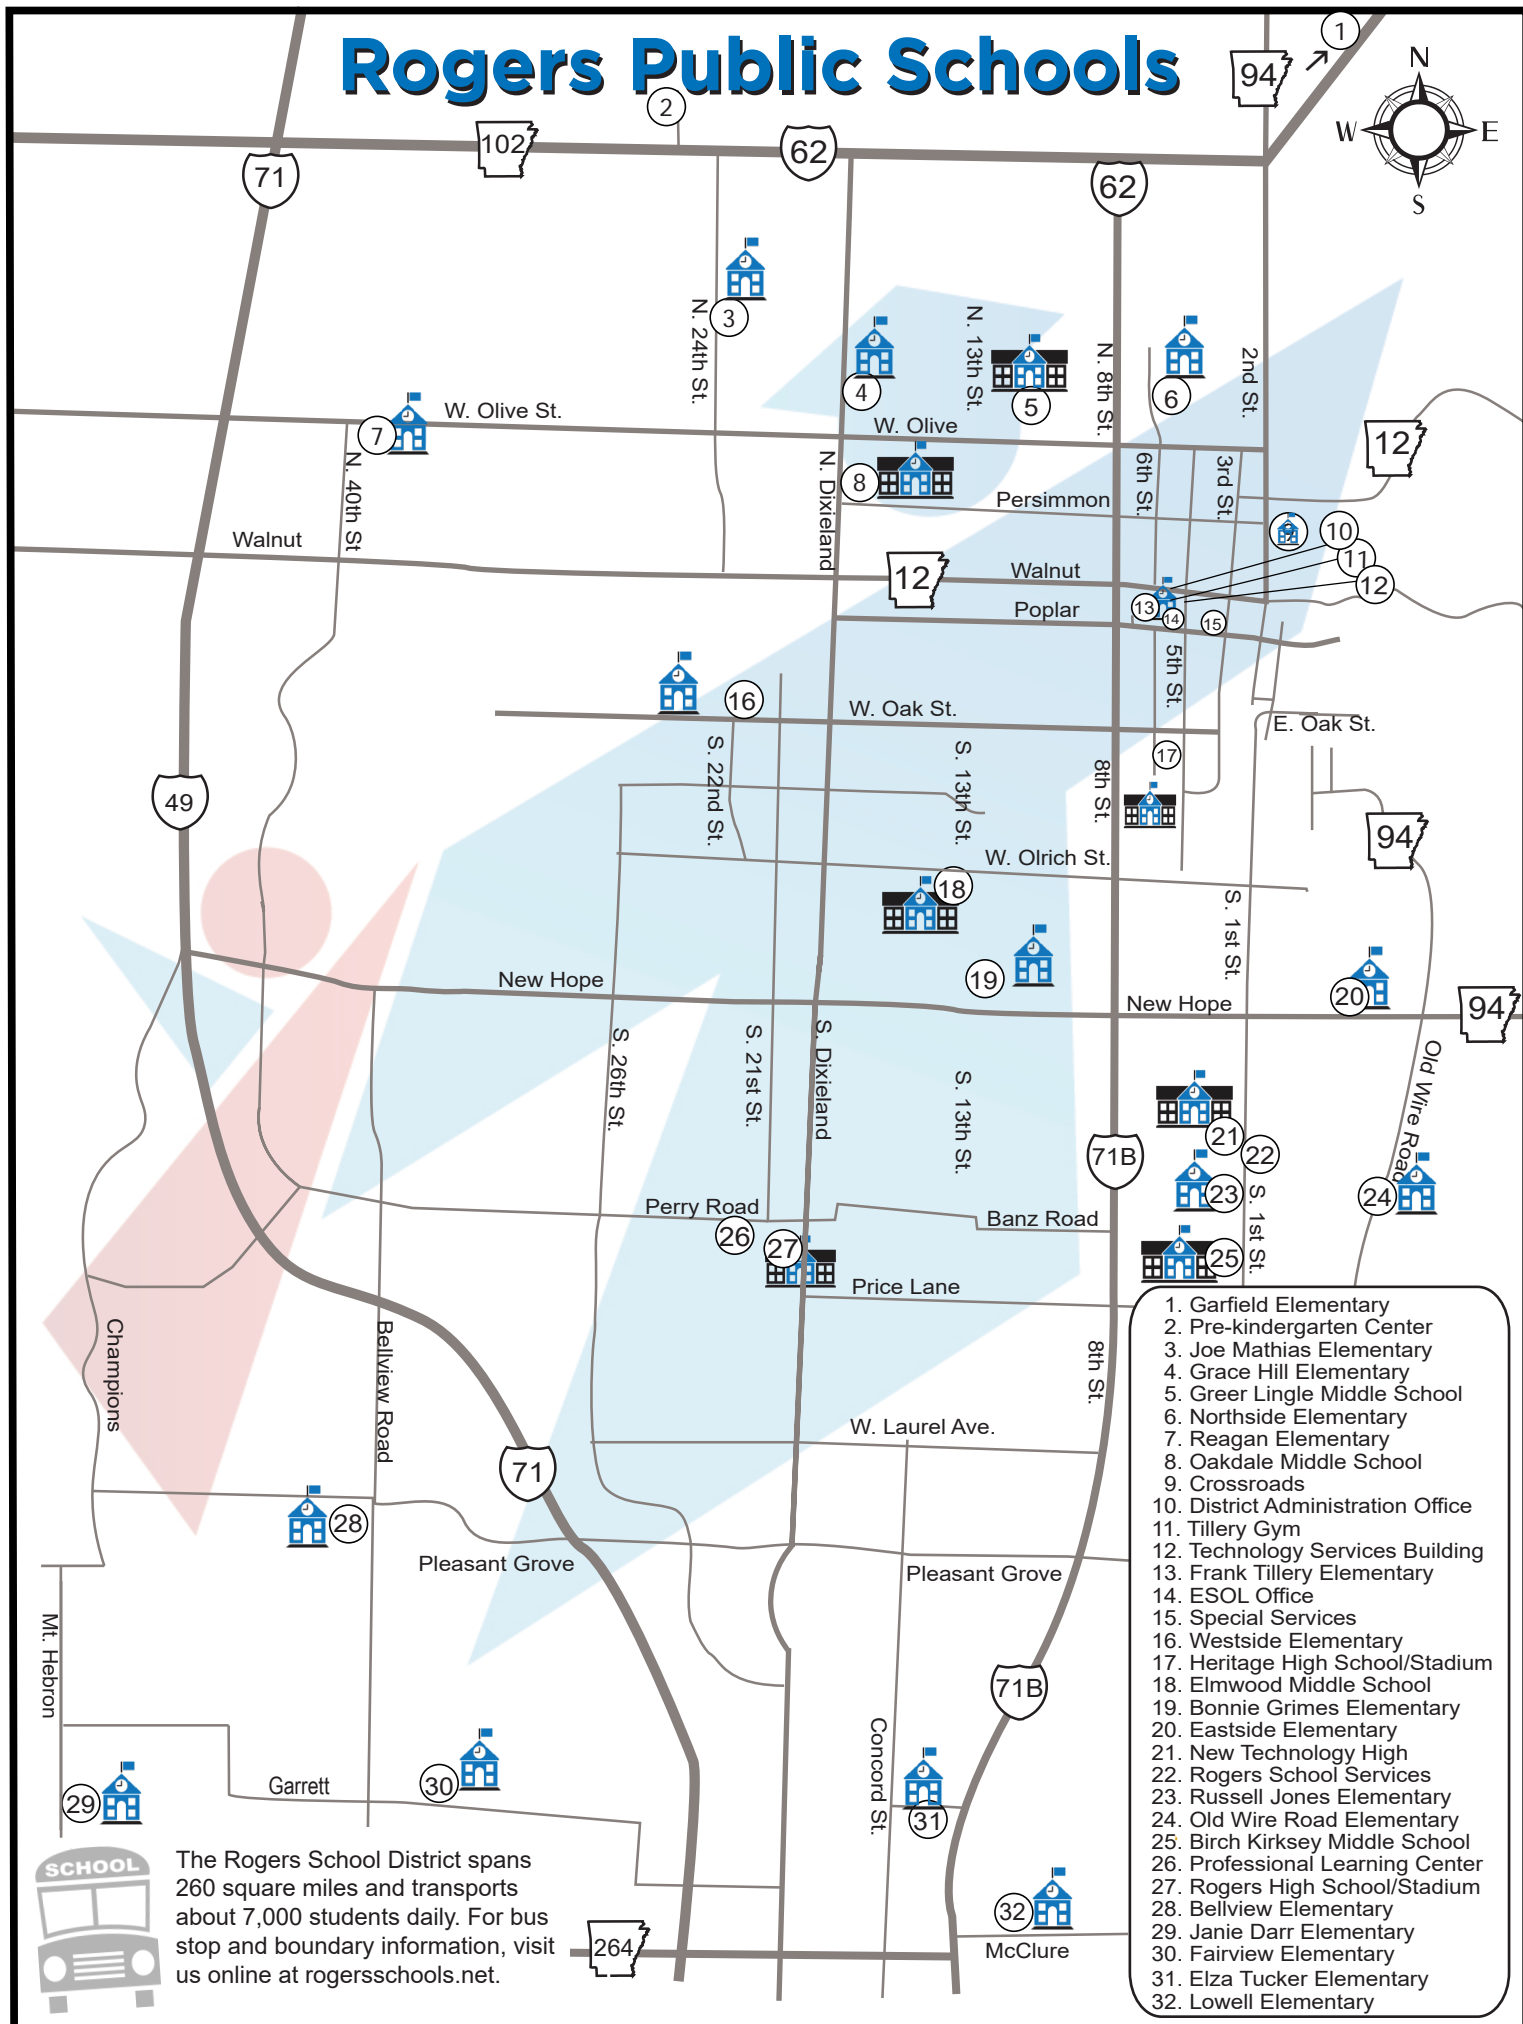 Rogers Public Schools
1
94
N
W
E
S
2
102
62
71
62
3
N. 24th St.
4
N. 13th St.
5
N. 8th St.
6
2nd St.
7
W. Olive St.
W. Olive
12
N. 40th St
N. Dixieland
8
6th St.
3rd St.
Persimmon
9
10
11
12
Walnut
12
Walnut
13
14
15
Poplar
5th St.
16
W. Oak St.
E. Oak St.
S. 22nd St.
S. 13th St.
8th St.
17
49
94
W. Olrich St.
18
S. 1st St.
19
20
New Hope
New Hope
94
S. 26th St.
S. 21st St.
S. Dixieland
S. 13th St.
Old Wire Road
71B
21
22
23
24
S. 1st St.
Perry Road
26
Banz Road
27
25
Price Lane
Champions
Bellview Road
8th St.
W. Laurel Ave.
71
28
Pleasant Grove
Pleasant Grove
Mt. Hebron
71B
Concord St.
29
Garrett
30
31
32
McClure
264
1. Garfield Elementary
2. Pre-kindergarten Center
3. Joe Mathias Elementary
4. Grace Hill Elementary
5. Greer Lingle Middle School
6. Northside Elementary
7. Reagan Elementary
8. Oakdale Middle School
9. Crossroads
10. District Administration Office
11. Tillery Gym
12. Technology Services Building
13. Frank Tillery Elementary
14. ESOL Office
15. Special Services
16. Westside Elementary
17. Heritage High School/Stadium
18. Elmwood Middle School
19. Bonnie Grimes Elementary
20. Eastside Elementary
21. New Technology High
22. Rogers School Services
23. Russell Jones Elementary
24. Old Wire Road Elementary
25. Birch Kirksey Middle School
26. Professional Learning Center
27. Rogers High School/Stadium
28. Bellview Elementary
29. Janie Darr Elementary
30. Fairview Elementary
31. Elza Tucker Elementary
32. Lowell Elementary
SCHOOL
The Rogers School District spans
260 square miles and transports
about 7,000 students daily. For bus
stop and boundary information, visit
us online at rogersschools.net.